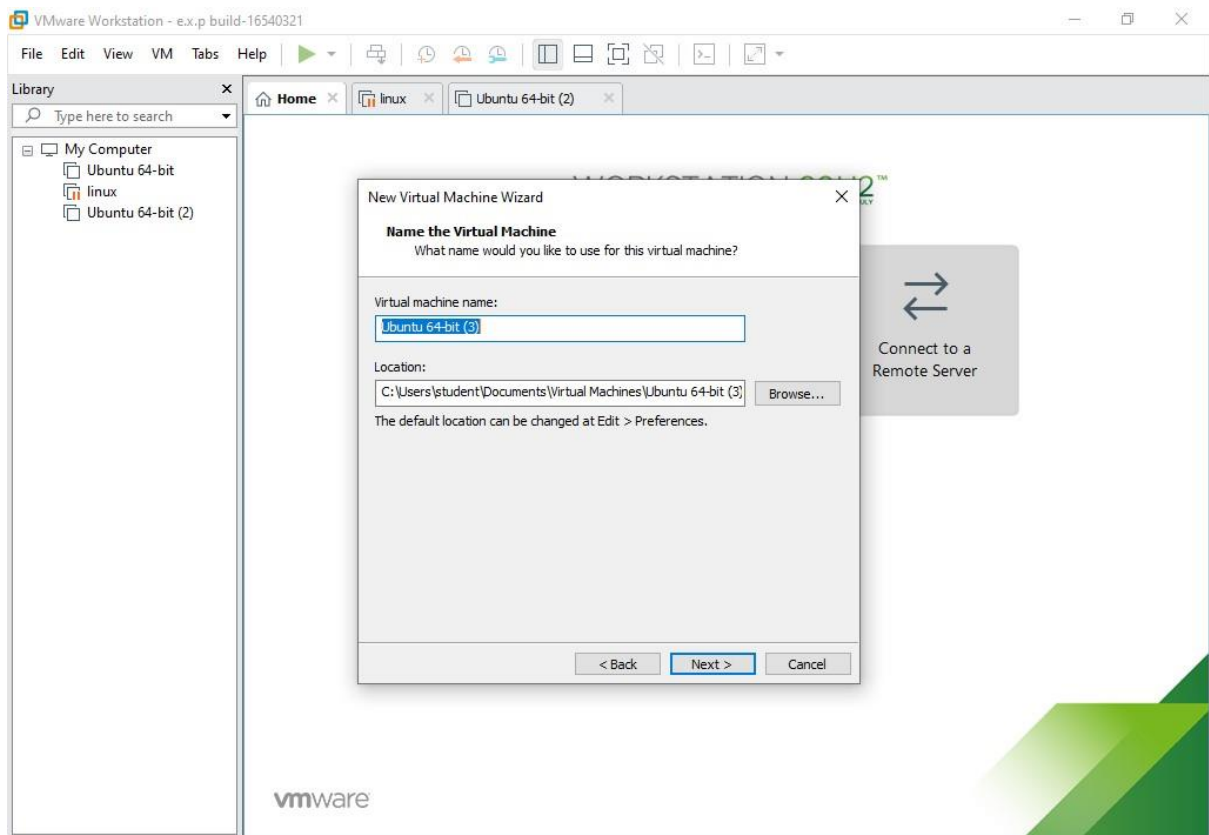 VMware Workstation - e.x.p build-16540321
File Edit View VM Tabs Help
Library
Type here to search
My Computer
Ubuntu 64-bit
linux
Ubuntu 64-bit (2)
Home linux Ubuntu 64-bit (2)
New Virtual Machine Wizard
Name the Virtual Machine
What name would you like to use for this virtual machine?
Virtual machine name:
Ubuntu 64-bit (3)
Location:
C:\Users\student\Documents\Virtual Machines\Ubuntu 64-bit (3)
Browse...
The default location can be changed at Edit > Preferences.
< Back Next > Cancel
Connect to a
Remote Server
vmware